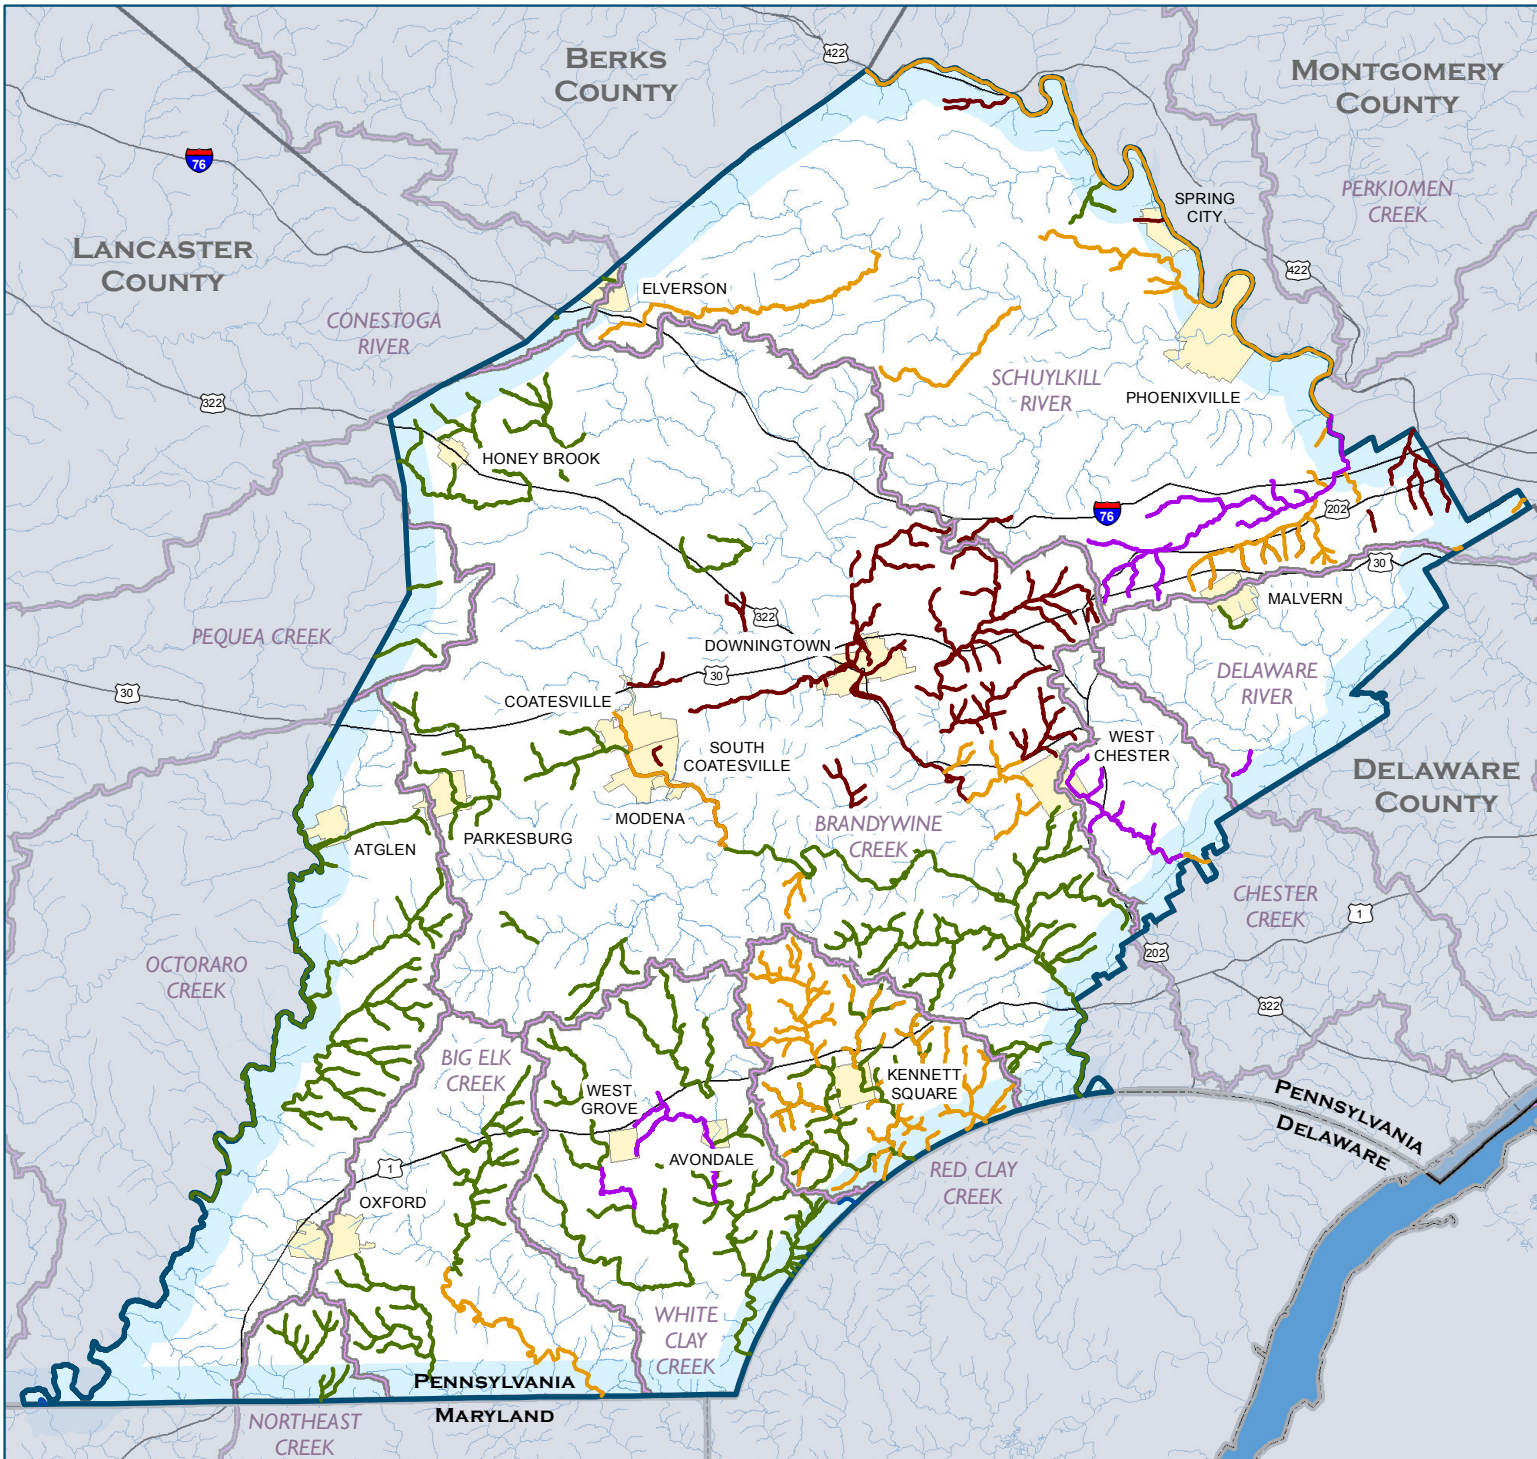 BERKS
COUNTY
422
MONTGOMERY
COUNTY
76
PERKIOMEN
CREEK
SPRING
CITY
LANCASTER
COUNTY
422
ELVERSON
CONESTOGA
RIVER
SCHUYLKILL
RIVER
PHOENIXVILLE
322
HONEY BROOK
76
202
30
MALVERN
322
PEQUEA CREEK
DOWNINGTOWN
DELAWARE
RIVER
30
30
COATESVILLE
SOUTH
COATESVILLE
WEST
CHESTER
DELAWARE
COUNTY
MODENA
BRANDYWINE
CREEK
PARKESBURG
ATGLEN
CHESTER
CREEK
1
202
OCTORARO
CREEK
322
BIG ELK
CREEK
WEST
GROVE
KENNETT
SQUARE
PENNSYLVANIA
DELAWARE
AVONDALE
RED CLAY
CREEK
1
OXFORD
WHITE
CLAY
CREEK
PENNSYLVANIA
MARYLAND
NORTHEAST
CREEK